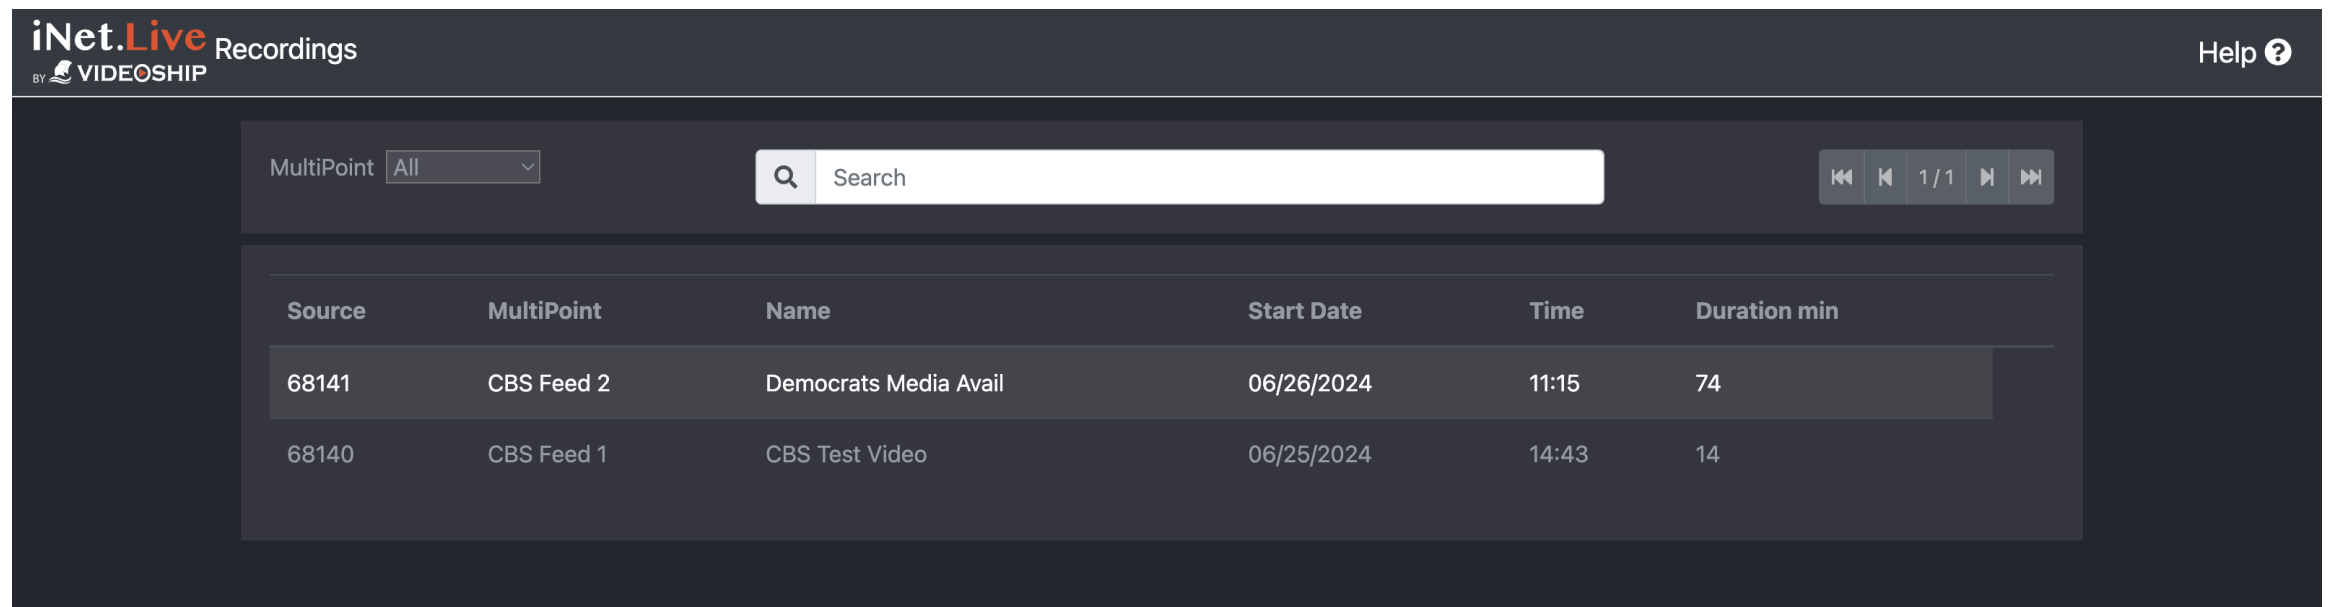 iNet.Live Recordings
BY VIDEOSHIP
Help ?
MultiPoint All
Search
1 / 1
Source MultiPoint Name Start Date Time Duration min
68141 CBS Feed 2 Democrats Media Avail 06/26/2024 11:15 74
68140 CBS Feed 1 CBS Test Video 06/25/2024 14:43 14